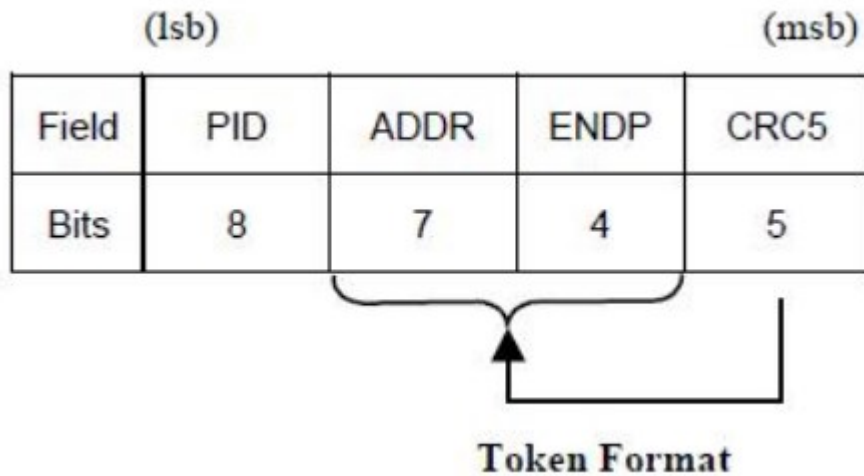 (lsb) (msb)
Field PID ADDR ENDP CRC5
Bits 8 7 4 5
Token Format